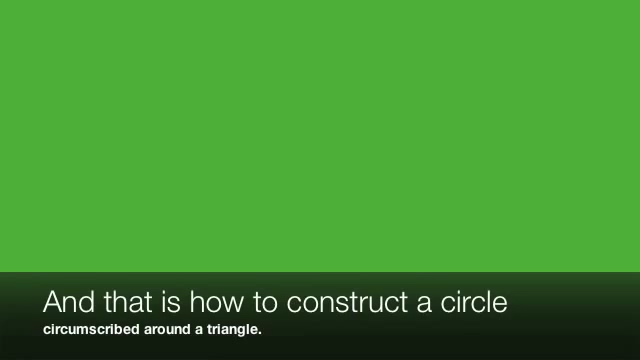 And that is how to construct a circle
circumscribed around a triangle.